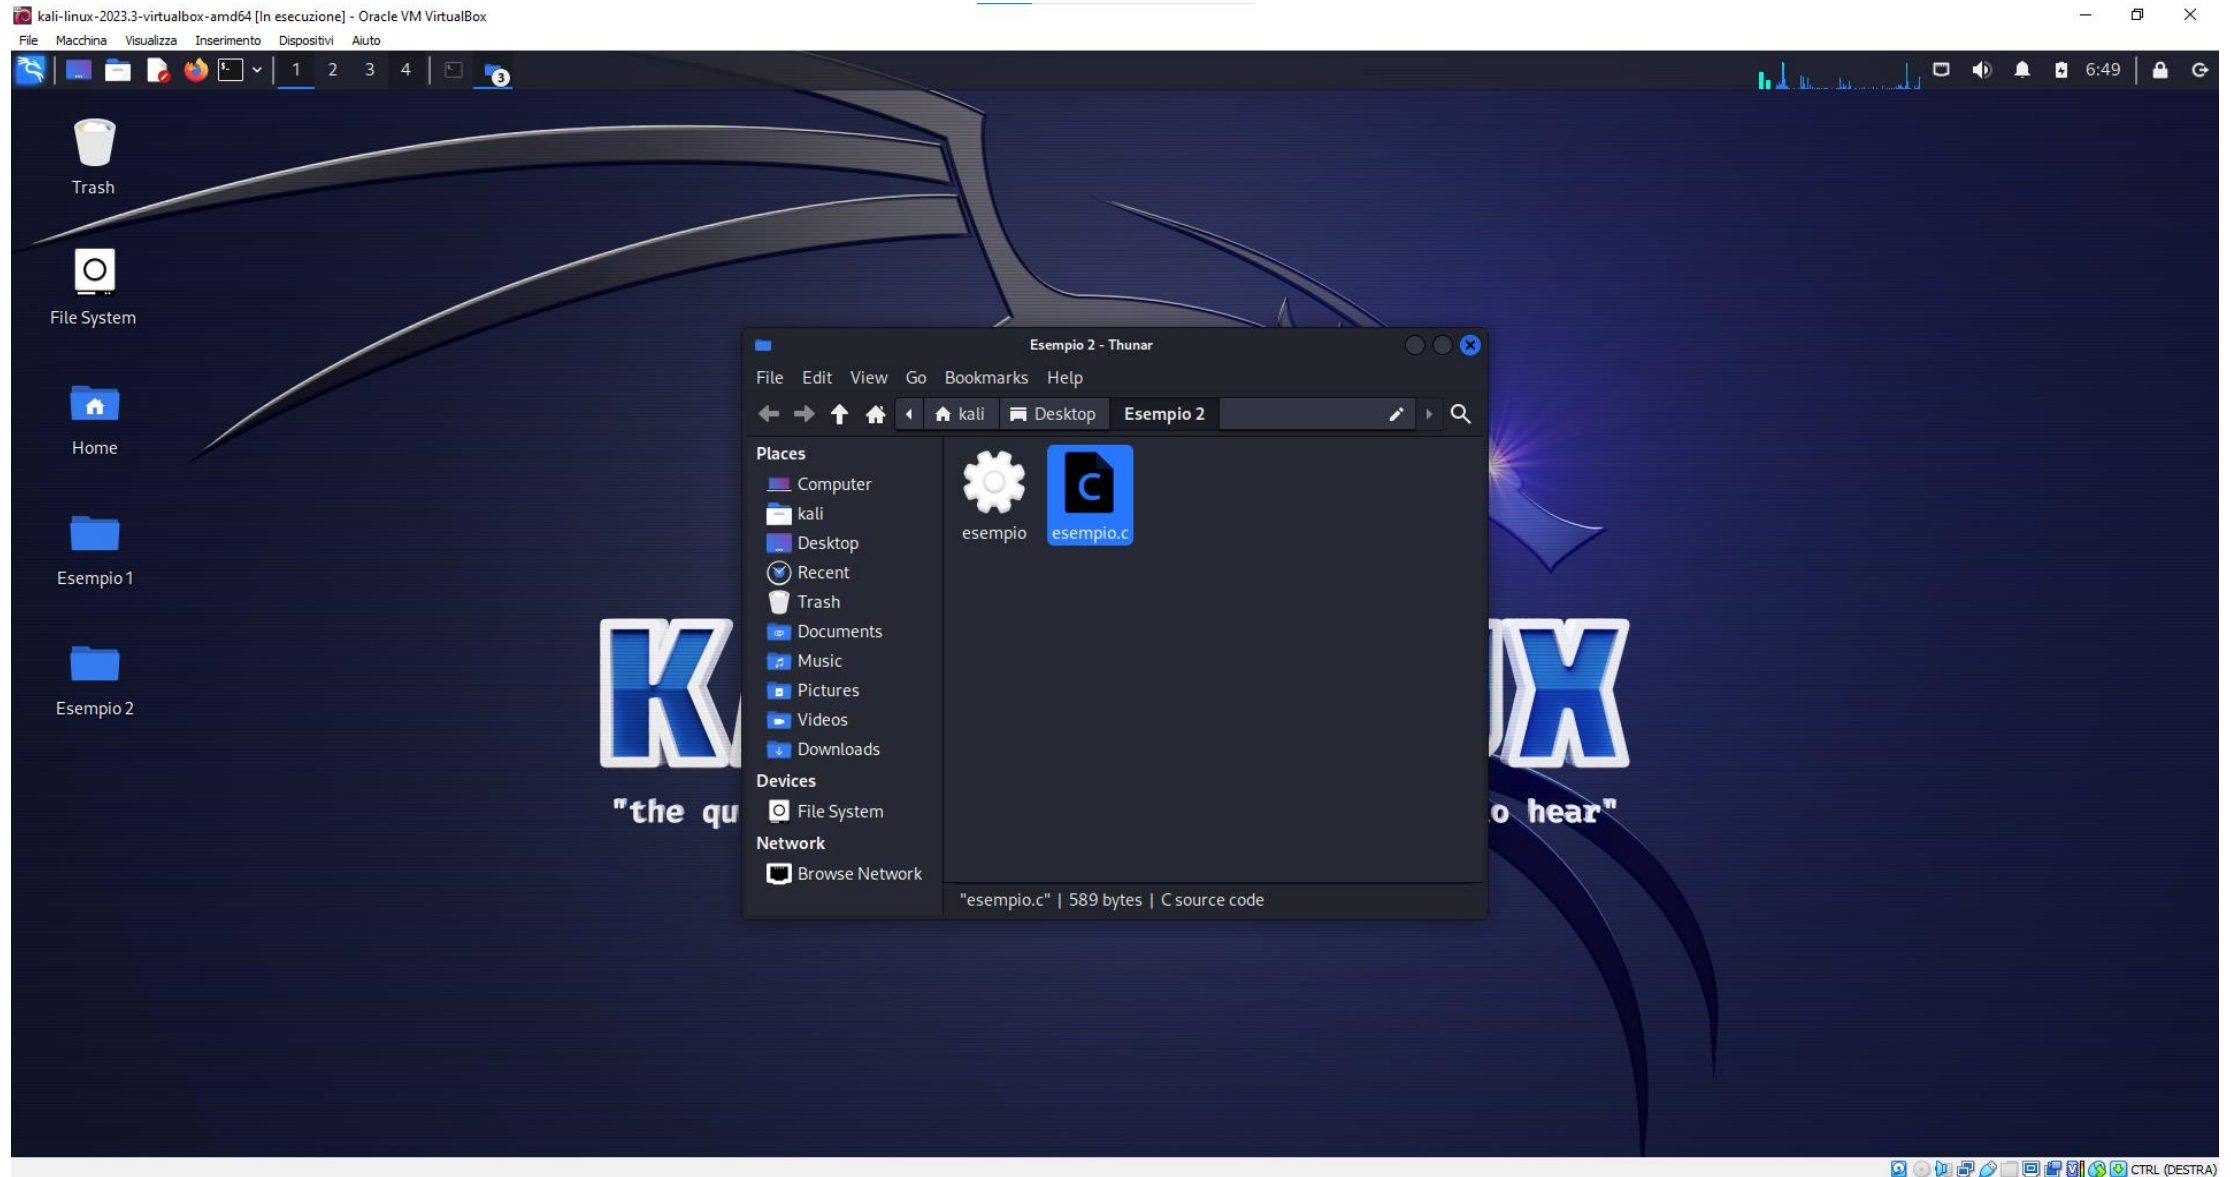 kali-linux-2023.3-virtualbox-amd64 [In esecuzione] - Oracle VM VirtualBox
File Macchina Visualizza Inserimento Dispositivi Aiuto
1 2 3 4 3 6:49
Trash
File System
Home
Esempio 1
Esempio 2
Esempio 2 - Thunar
File Edit View Go Bookmarks Help
kali Desktop Esempio 2
Places
Computer
kali
Desktop
Recent
Trash
Documents
Music
Pictures
Videos
Downloads
Devices
File System
Network
Browse Network
esempio esempio.c
"esempio.c" | 589 bytes | C source code
K X
"the qu o hear"
CTRL (DESTRA)